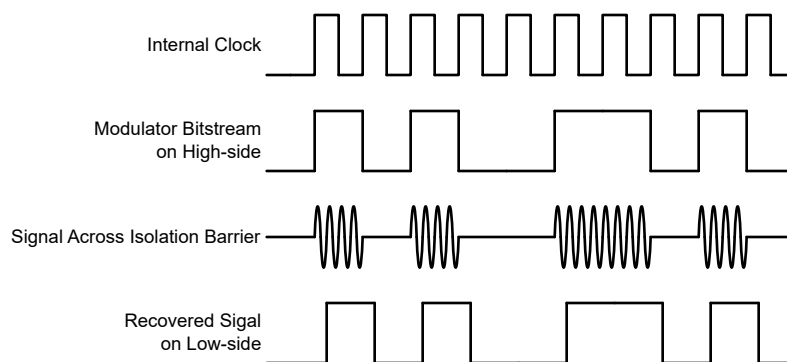 Internal Clock
Modulator Bitstream
on High-side
Signal Across Isolation Barrier
Recovered Sigal
on Low-side